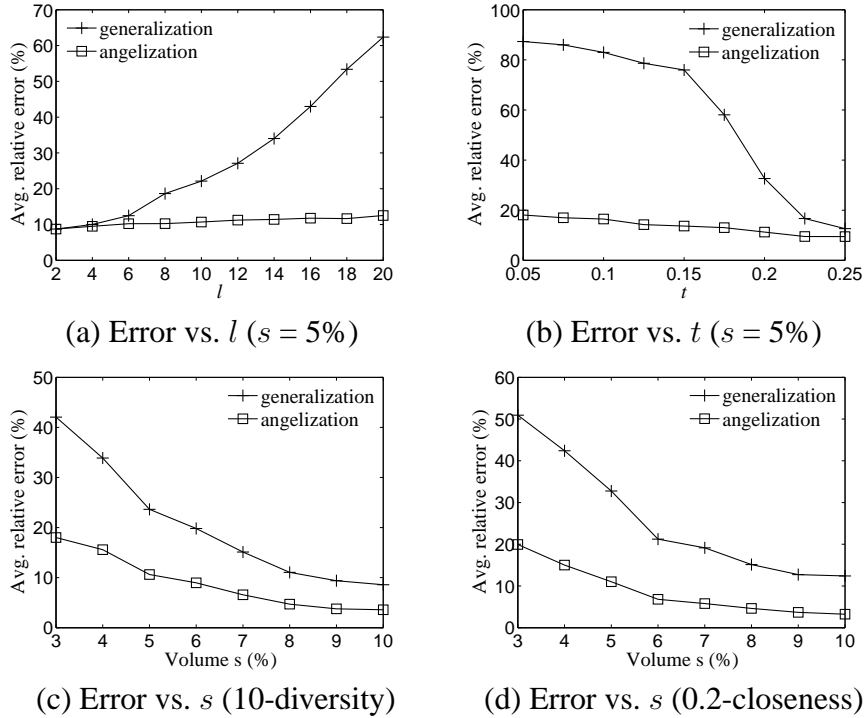 70
60
50
40
30
20
10
0
Avg. relative error (%)
generalization
angelization
2 4 6 8 10 12 14 16 18 20
l
(a) Error vs. l (s = 5%)
100
80
60
40
20
0
Avg. relative error (%)
generalization
angelization
0.05 0.1 0.15 0.2 0.25
t
(b) Error vs. t (s = 5%)
50
40
30
20
10
0
Avg. relative error (%)
generalization
angelization
3 4 5 6 7 8 9 10
Volume s (%)
(c) Error vs. s (10-diversity)
60
50
40
30
20
10
0
Avg. relative error (%)
generalization
angelization
3 4 5 6 7 8 9 10
Volume s (%)
(d) Error vs. s (0.2-closeness)